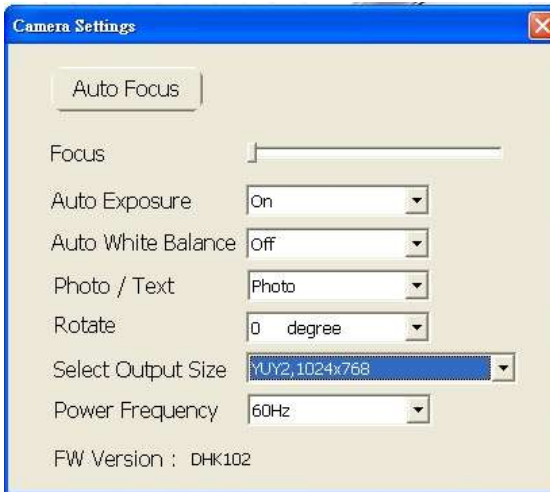 Camera Settings
Auto Focus
Focus
Auto Exposure On
Auto White Balance Off
Photo / Text Photo
Rotate 0 degree
Select Output Size YUY2,1024x768
Power Frequency 60Hz
FW Version : DHK102